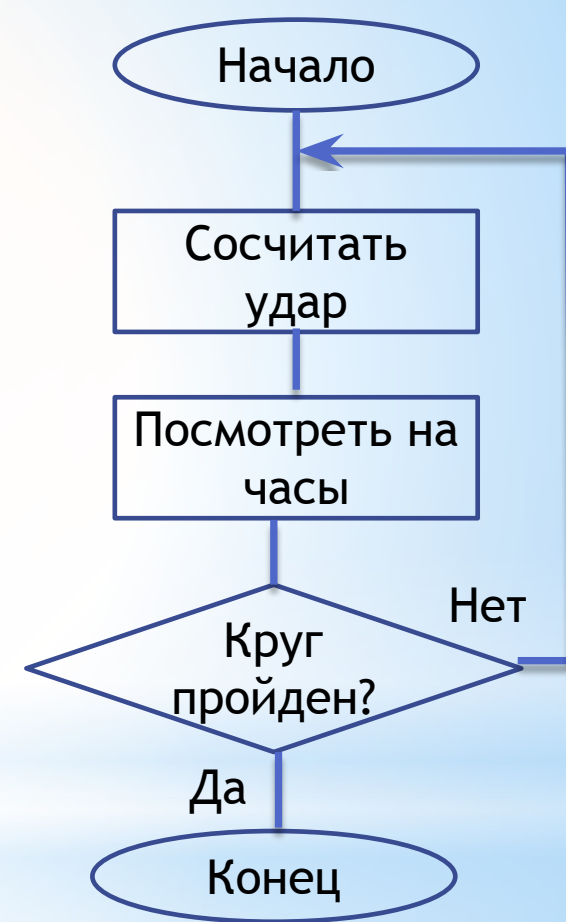 Начало
Сосчитать
удар
Посмотреть на
часы
Нет
Круг
пройден?
Да
Конец